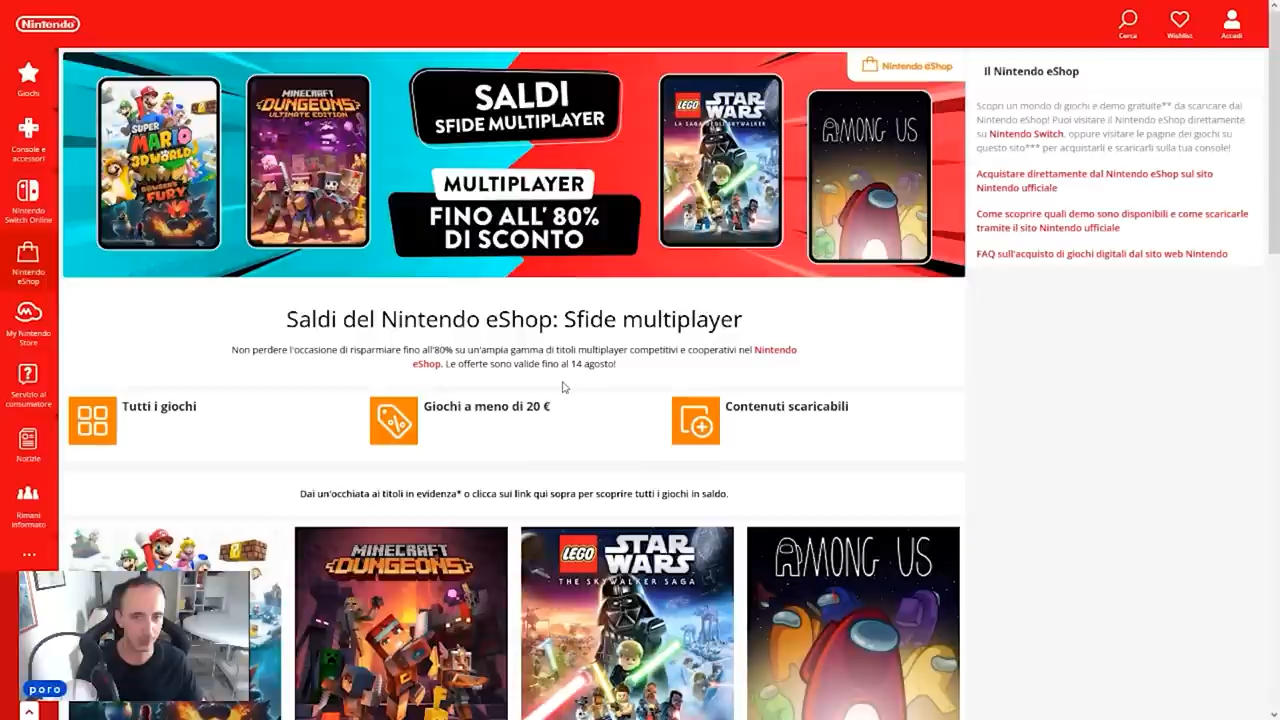 Nintendo
Cerca
Wishlist
Accedi
Giochi
Console e
accessori
Nintendo
Switch Online
Nintendo
eShop
My Nintendo
Store
Servizio al
consumatore
Notizie
Rimani
informato
...
SUPER
MARIO
3D WORLD
BOWSER'S
FURY
MINECRAFT
DUNGEONS
ULTIMATE EDITION
SALDI
SFIDE MULTIPLAYER
MULTIPLAYER
FINO ALL' 80%
DI SCONTO
LEGO
STAR
WARS
LA SAGA DEGLI SKYWALKER
AMONG US
Nintendo eShop
Il Nintendo eShop
Scopri un mondo di giochi e demo gratuite** da scaricare dal
Nintendo eShop! Puoi visitare il Nintendo eShop direttamente
su Nintendo Switch, oppure visitare le pagine dei giochi su
questo sito*** per acquistarli e scaricarli sulla tua console!
Acquistare direttamente dal Nintendo eShop sul sito
Nintendo ufficiale
Come scoprire quali demo sono disponibili e come scaricarle
tramite il sito Nintendo ufficiale
FAQ sull'acquisto di giochi digitali dal sito web Nintendo
Saldi del Nintendo eShop: Sfide multiplayer
Non perdere l'occasione di risparmiare fino all'80% su un'ampia gamma di titoli multiplayer competitivi e cooperativi nel Nintendo
eShop. Le offerte sono valide fino al 14 agosto!
Tutti i giochi
Giochi a meno di 20 €
Contenuti scaricabili
Dai un'occhiata ai titoli in evidenza* o clicca sui link qui sopra per scoprire tutti i giochi in saldo.
MINECRAFT
DUNGEONS
LEGO
STAR
WARS
THE SKYWALKER SAGA
AMONG US
poro